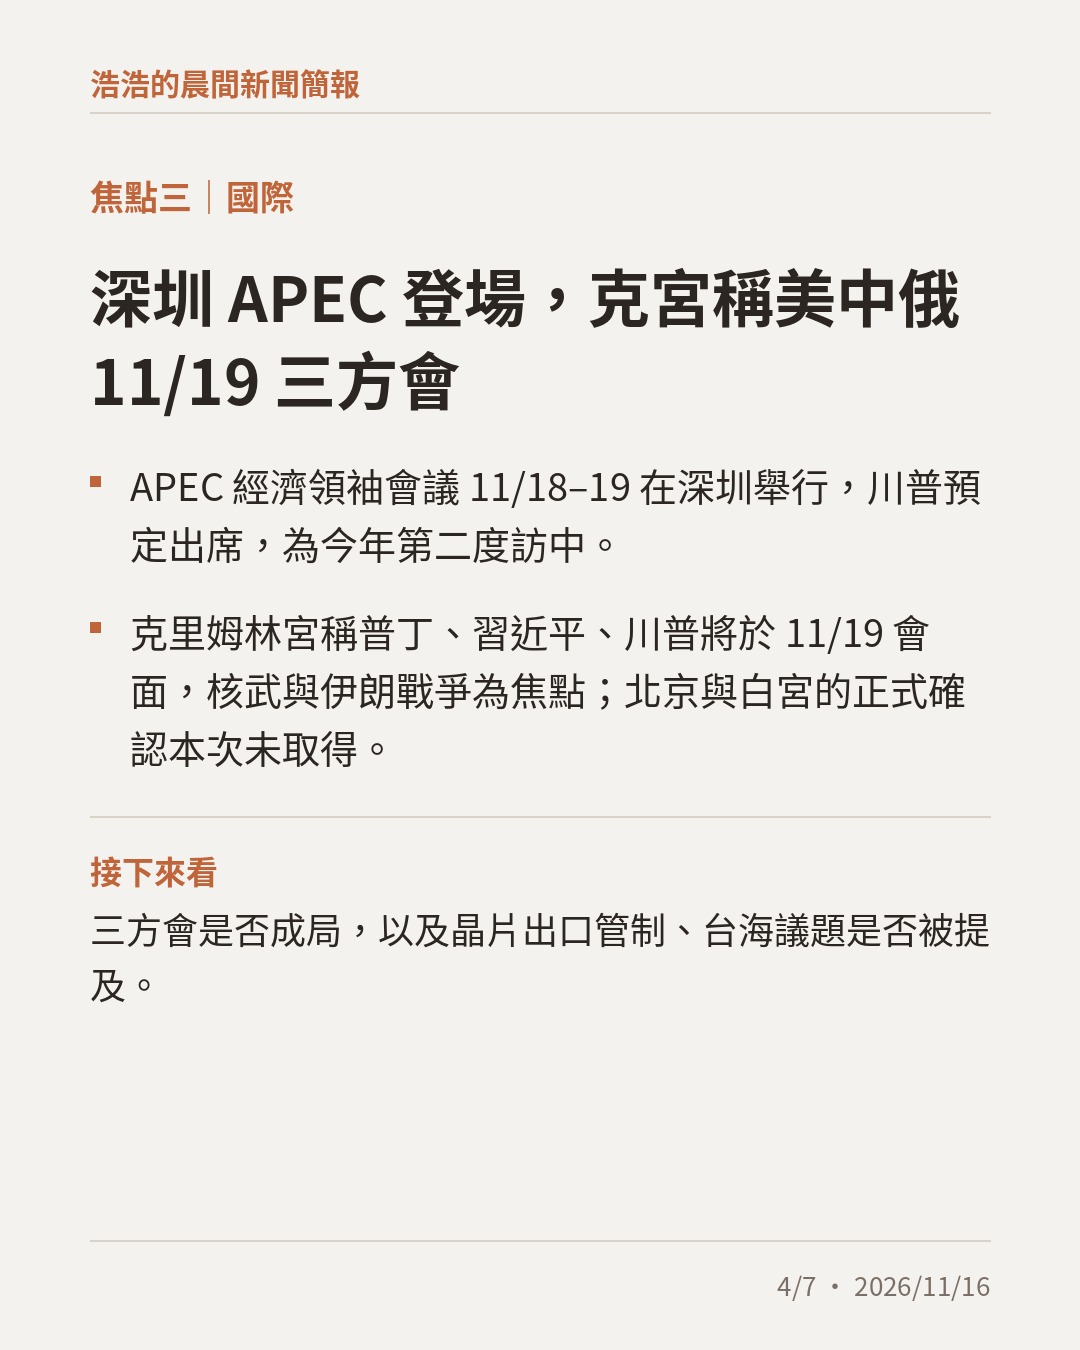 浩浩的晨間新聞簡報
焦點三｜國際
深圳 APEC 登場，克宮稱美中俄
11/19 三方會
APEC 經濟領袖會議 11/18–19 在深圳舉行，川普預
定出席，為今年第二度訪中。
克里姆林宮稱普丁、習近平、川普將於 11/19 會
面，核武與伊朗戰爭為焦點；北京與白宮的正式確
認本次未取得。
接下來看
三方會是否成局，以及晶片出口管制、台海議題是否被提
及。
4/7 ・ 2026/11/16